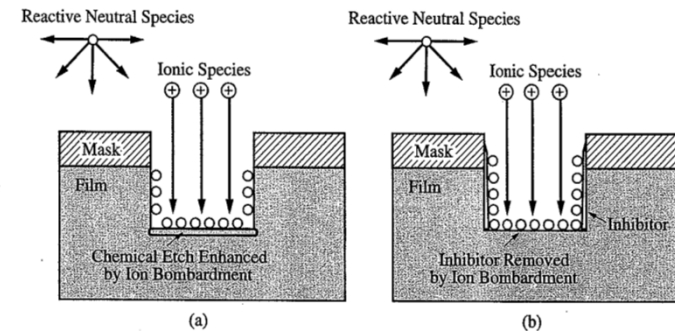 Reactive Neutral Species
Ionic Species
+ + +
Mask
Film
Chemical Etch Enhanced
by Ion Bombardment
(a)
Reactive Neutral Species
Ionic Species
+ + +
Mask
Film
Inhibitor
Inhibitor Removed
by Ion Bombardment
(b)